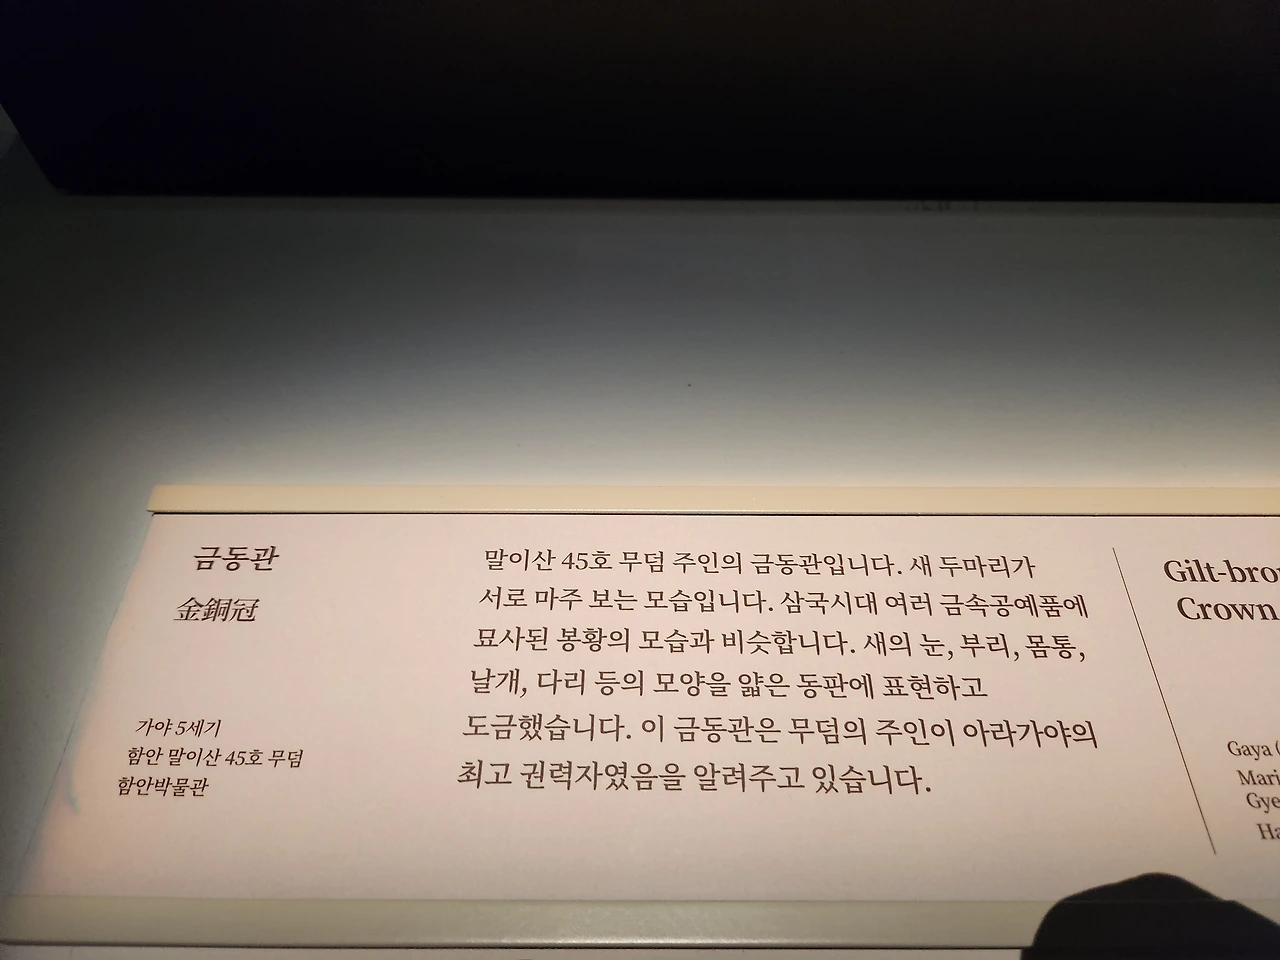 금동관
金銅冠
가야 5세기
함안 말이산 45호 무덤
함안박물관
말이산 45호 무덤 주인의 금동관입니다. 새 두마리가
서로 마주 보는 모습입니다. 삼국시대 여러 금속공예품에
묘사된 봉황의 모습과 비슷합니다. 새의 눈, 부리, 몸통,
날개, 다리 등의 모양을 얇은 동판에 표현하고
도금했습니다. 이 금동관은 무덤의 주인이 아라가야의
최고 권력자였음을 알려주고 있습니다.
Gilt-bro
Crown
Gaya
Mari
Gye
Ha